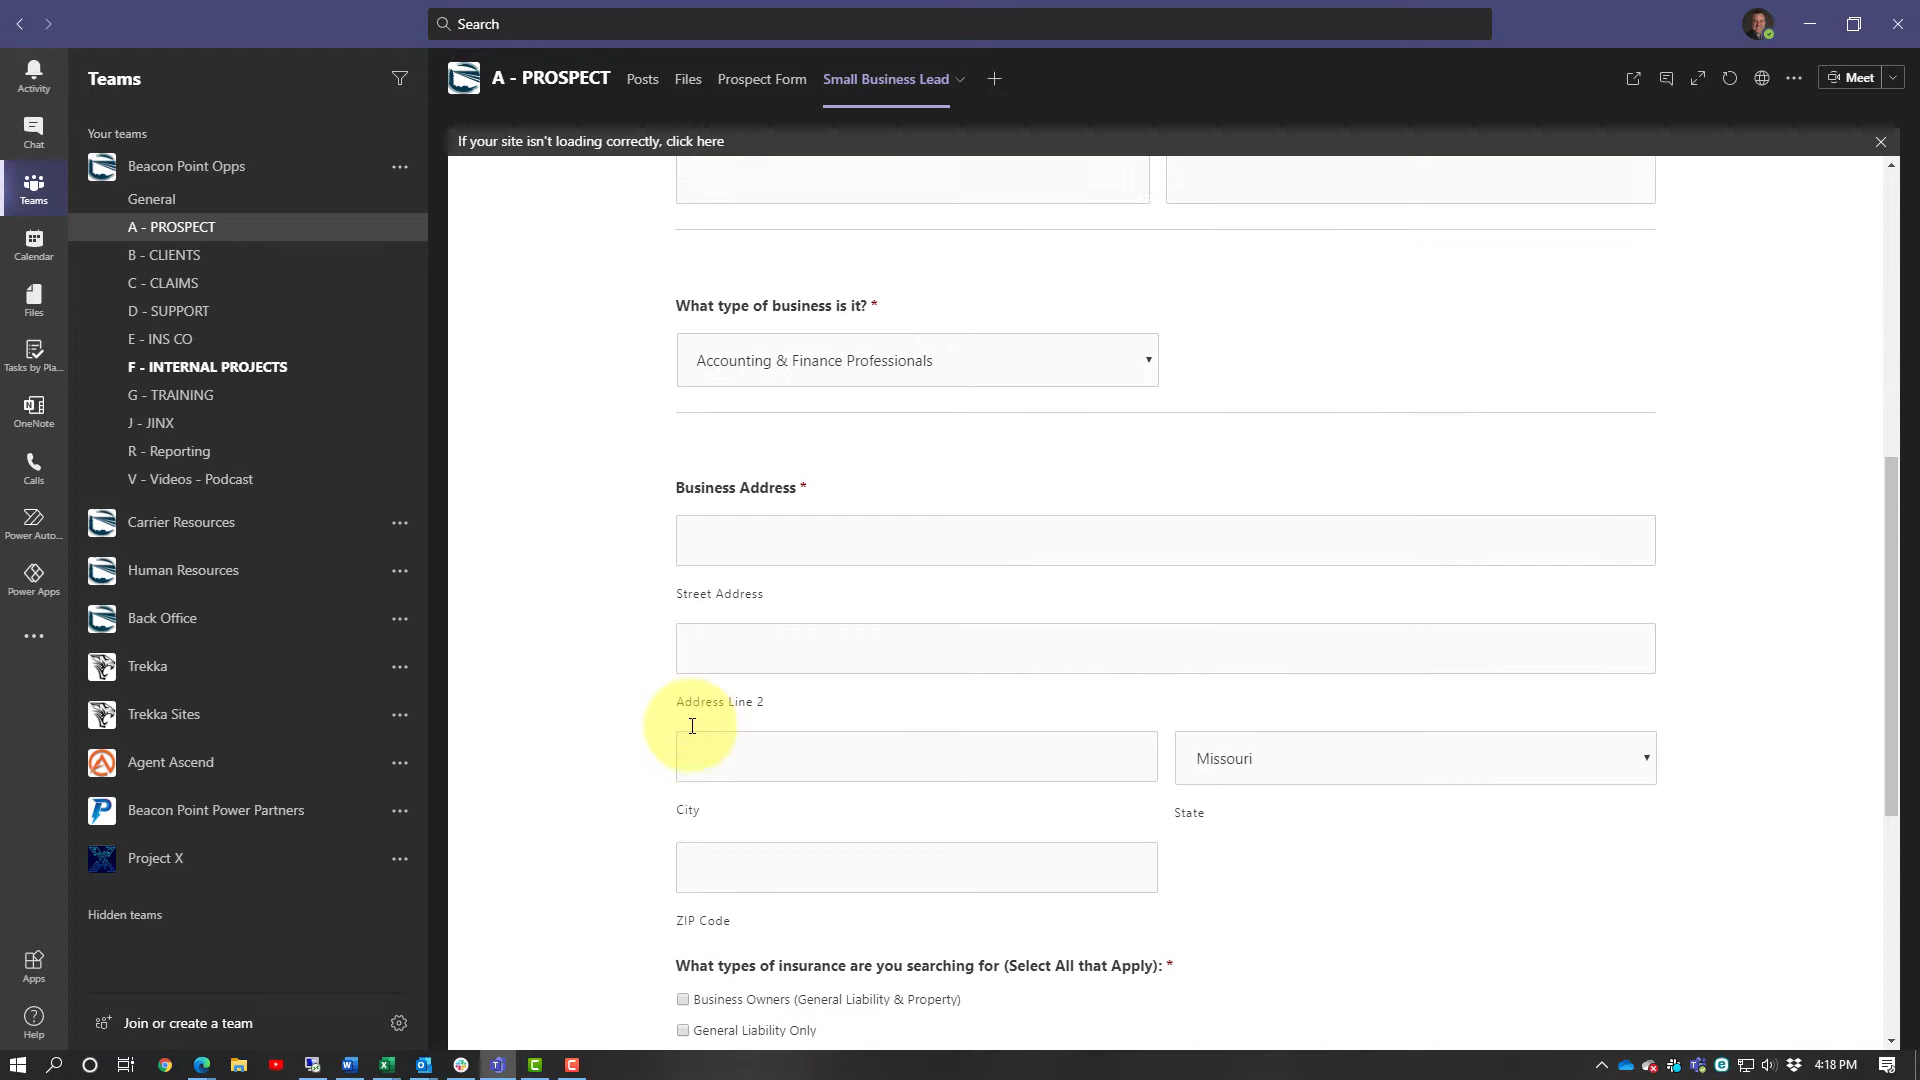 Search
Activity
Chat
Teams
Calendar
Files
Tasks by Pla...
OneNote
Calls
Power Auto...
Power Apps
Apps
Help
Teams
Your teams
Beacon Point Opps
General
A - PROSPECT
B - CLIENTS
C - CLAIMS
D - SUPPORT
E - INS CO
F - INTERNAL PROJECTS
G - TRAINING
J - JINX
R - Reporting
V - Videos - Podcast
Carrier Resources
Human Resources
Back Office
Trekka
Trekka Sites
Agent Ascend
Beacon Point Power Partners
Project X
Hidden teams
Join or create a team
A - PROSPECT Posts Files Prospect Form Small Business Lead
Meet
If your site isn't loading correctly, click here
What type of business is it? *
Accounting & Finance Professionals
Business Address *
Street Address
Address Line 2
Missouri
City
State
ZIP Code
What types of insurance are you searching for (Select All that Apply): *
Business Owners (General Liability & Property)
General Liability Only
4:18 PM